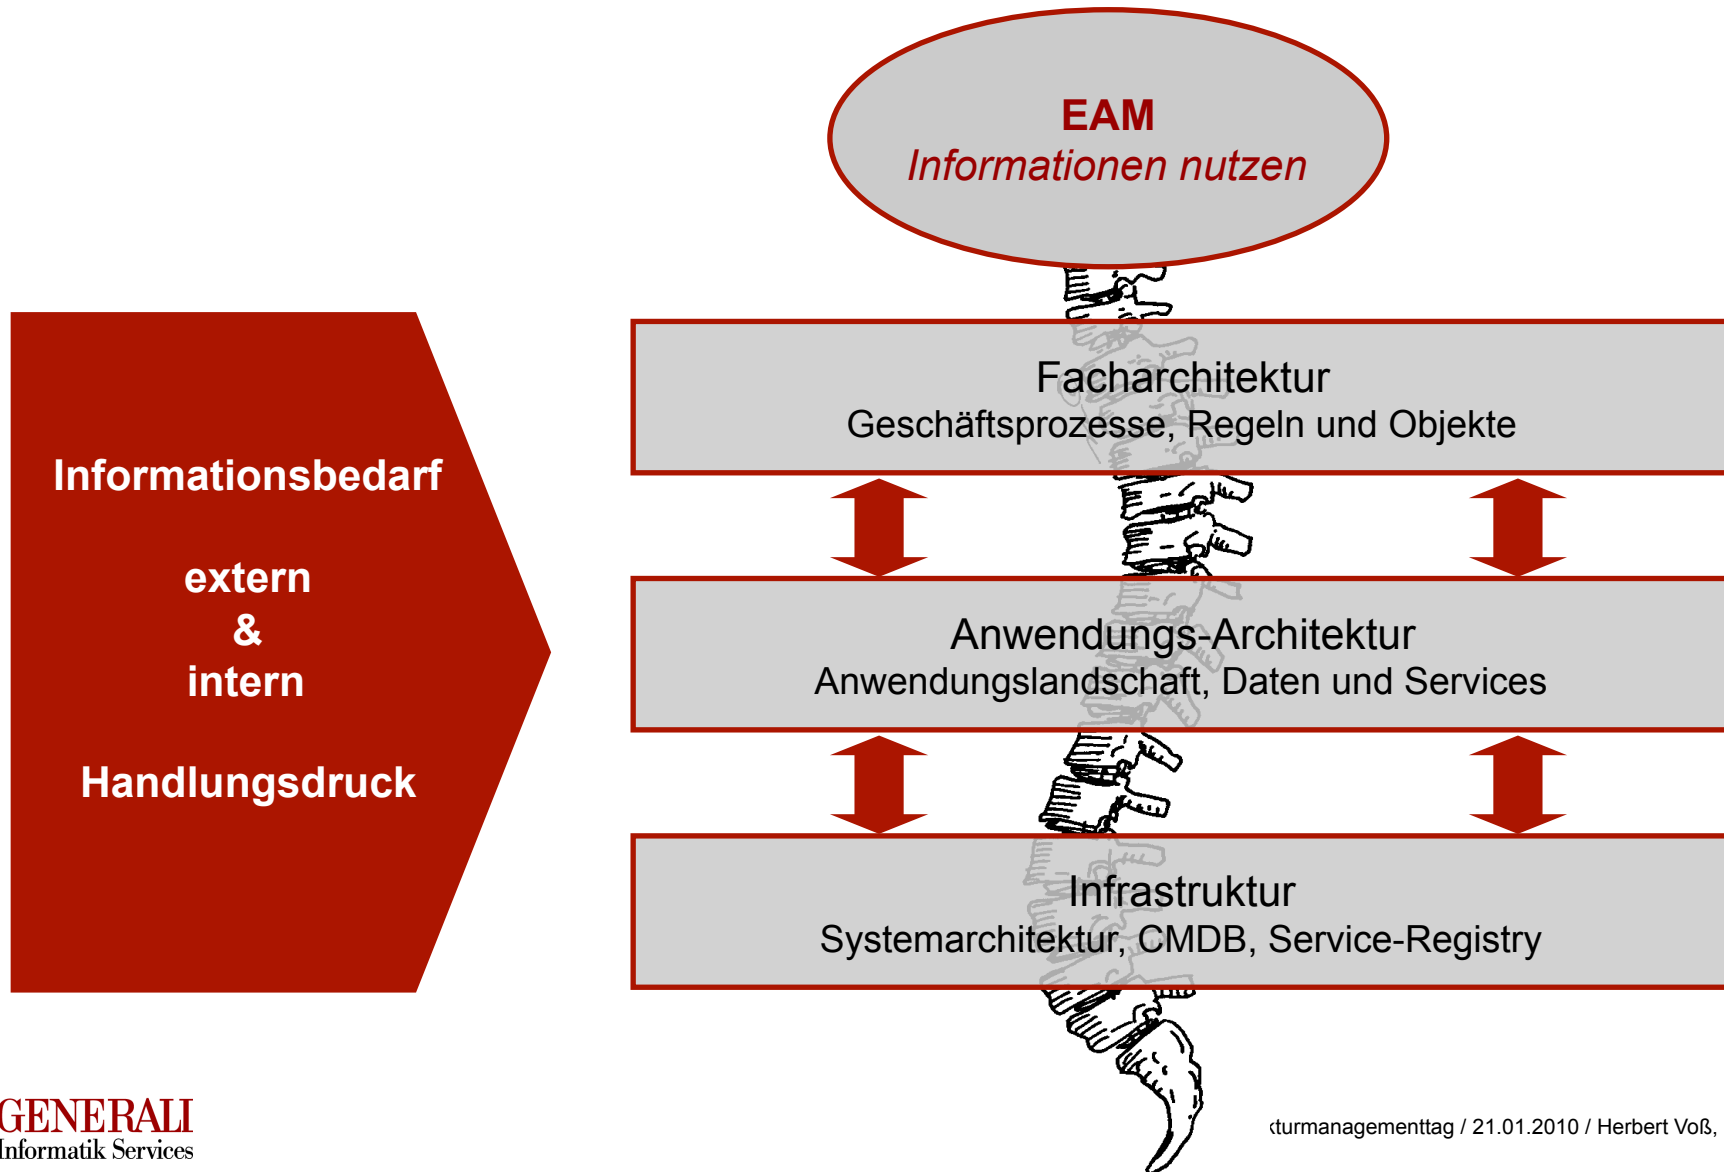 EAM
Informationen nutzen
Informationsbedarf
extern
&
intern
Handlungsdruck
Facharchitektur
Geschäftsprozesse, Regeln und Objekte
Anwendungs-Architektur
Anwendungslandschaft, Daten und Services
Infrastruktur
Systemarchitektur, CMDB, Service-Registry
GENERALI
Informatik Services
kturmanagementtag / 21.01.2010 / Herbert Voß,